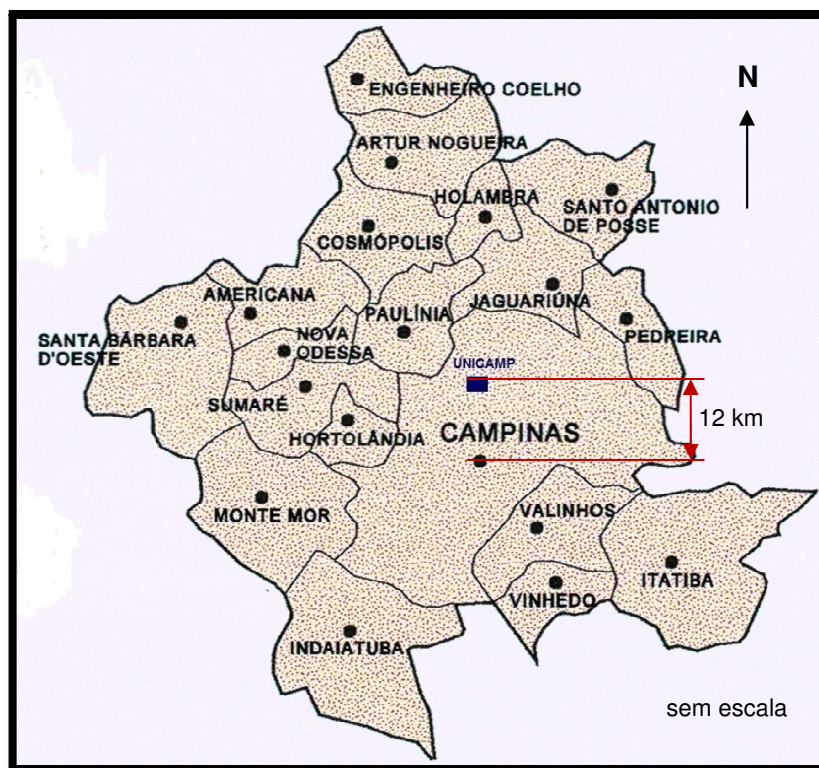 ENGENHEIRO COELHO
N
ARTUR NOGUEIRA
HOLAMBRA
SANTO ANTONIO
DE POSSE
COSMÓPOLIS
AMERICANA
JAGUARIÚNA
PAULÍNIA
SANTA BÁRBARA
D'OESTE
NOVA
ODESSA
PEDREIRA
UNICAMP
SUMARÉ
12 km
HORTOLÂNDIA
CAMPINAS
MONTE MOR
VALINHOS
ITATIBA
VINHEDO
INDAIATUBA
sem escala